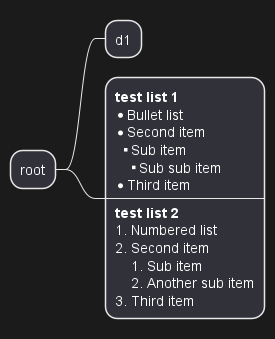 d1
root
test list 1
• Bullet list
• Second item
▪ Sub item
▪ Sub sub item
• Third item
test list 2
1. Numbered list
2. Second item
1. Sub item
2. Another sub item
3. Third item